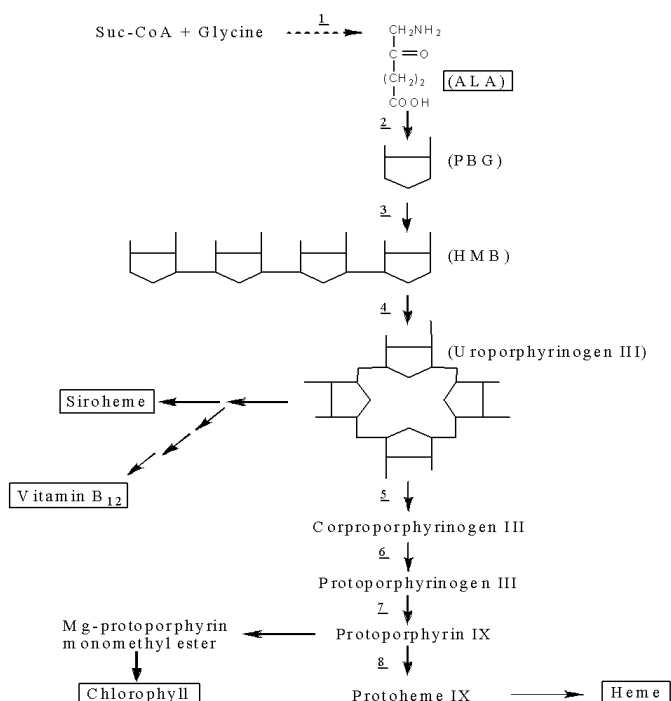 1
Suc-CoA + Glycine
CH2NH2
C=O
(CH2)2
COOH
(ALA)
2
(PBG)
3
(HMB)
4
(Uroporphyrinogen III)
Siroheme
Vitamin B12
5
Corproporphyrinogen III
6
Protoporphyrinogen III
7
Mg-protoporphyrin
monomethyl ester
Protoporphyrin IX
8
Chlorophyll
Protoheme IX
Heme